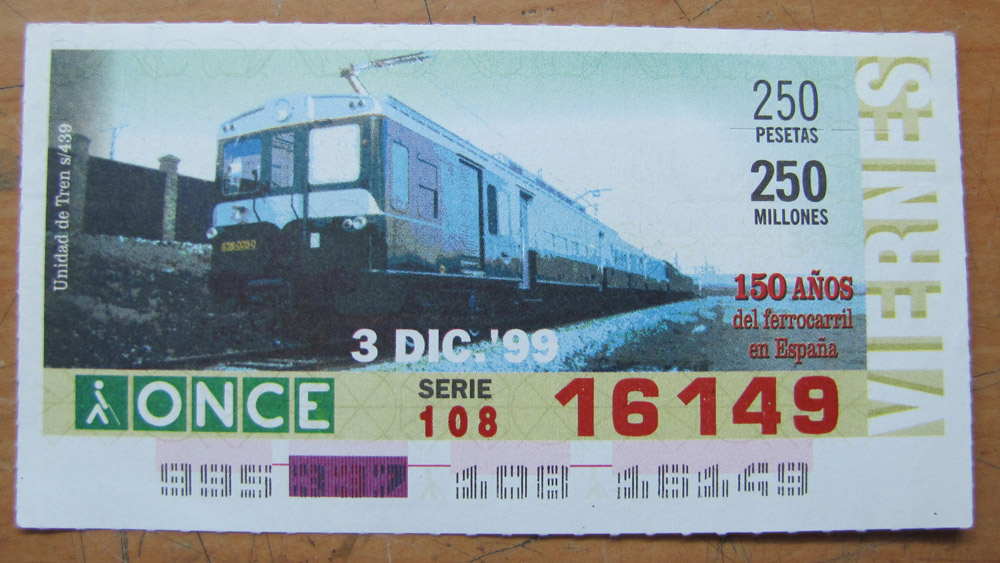 Unidad de Tren s/439
250
PESETAS
250
MILLONES
150 AÑOS
del ferrocarril
en España
3 DIC.'99
VIERNES
ONCE
SERIE
108
16149
995 337 108 16149